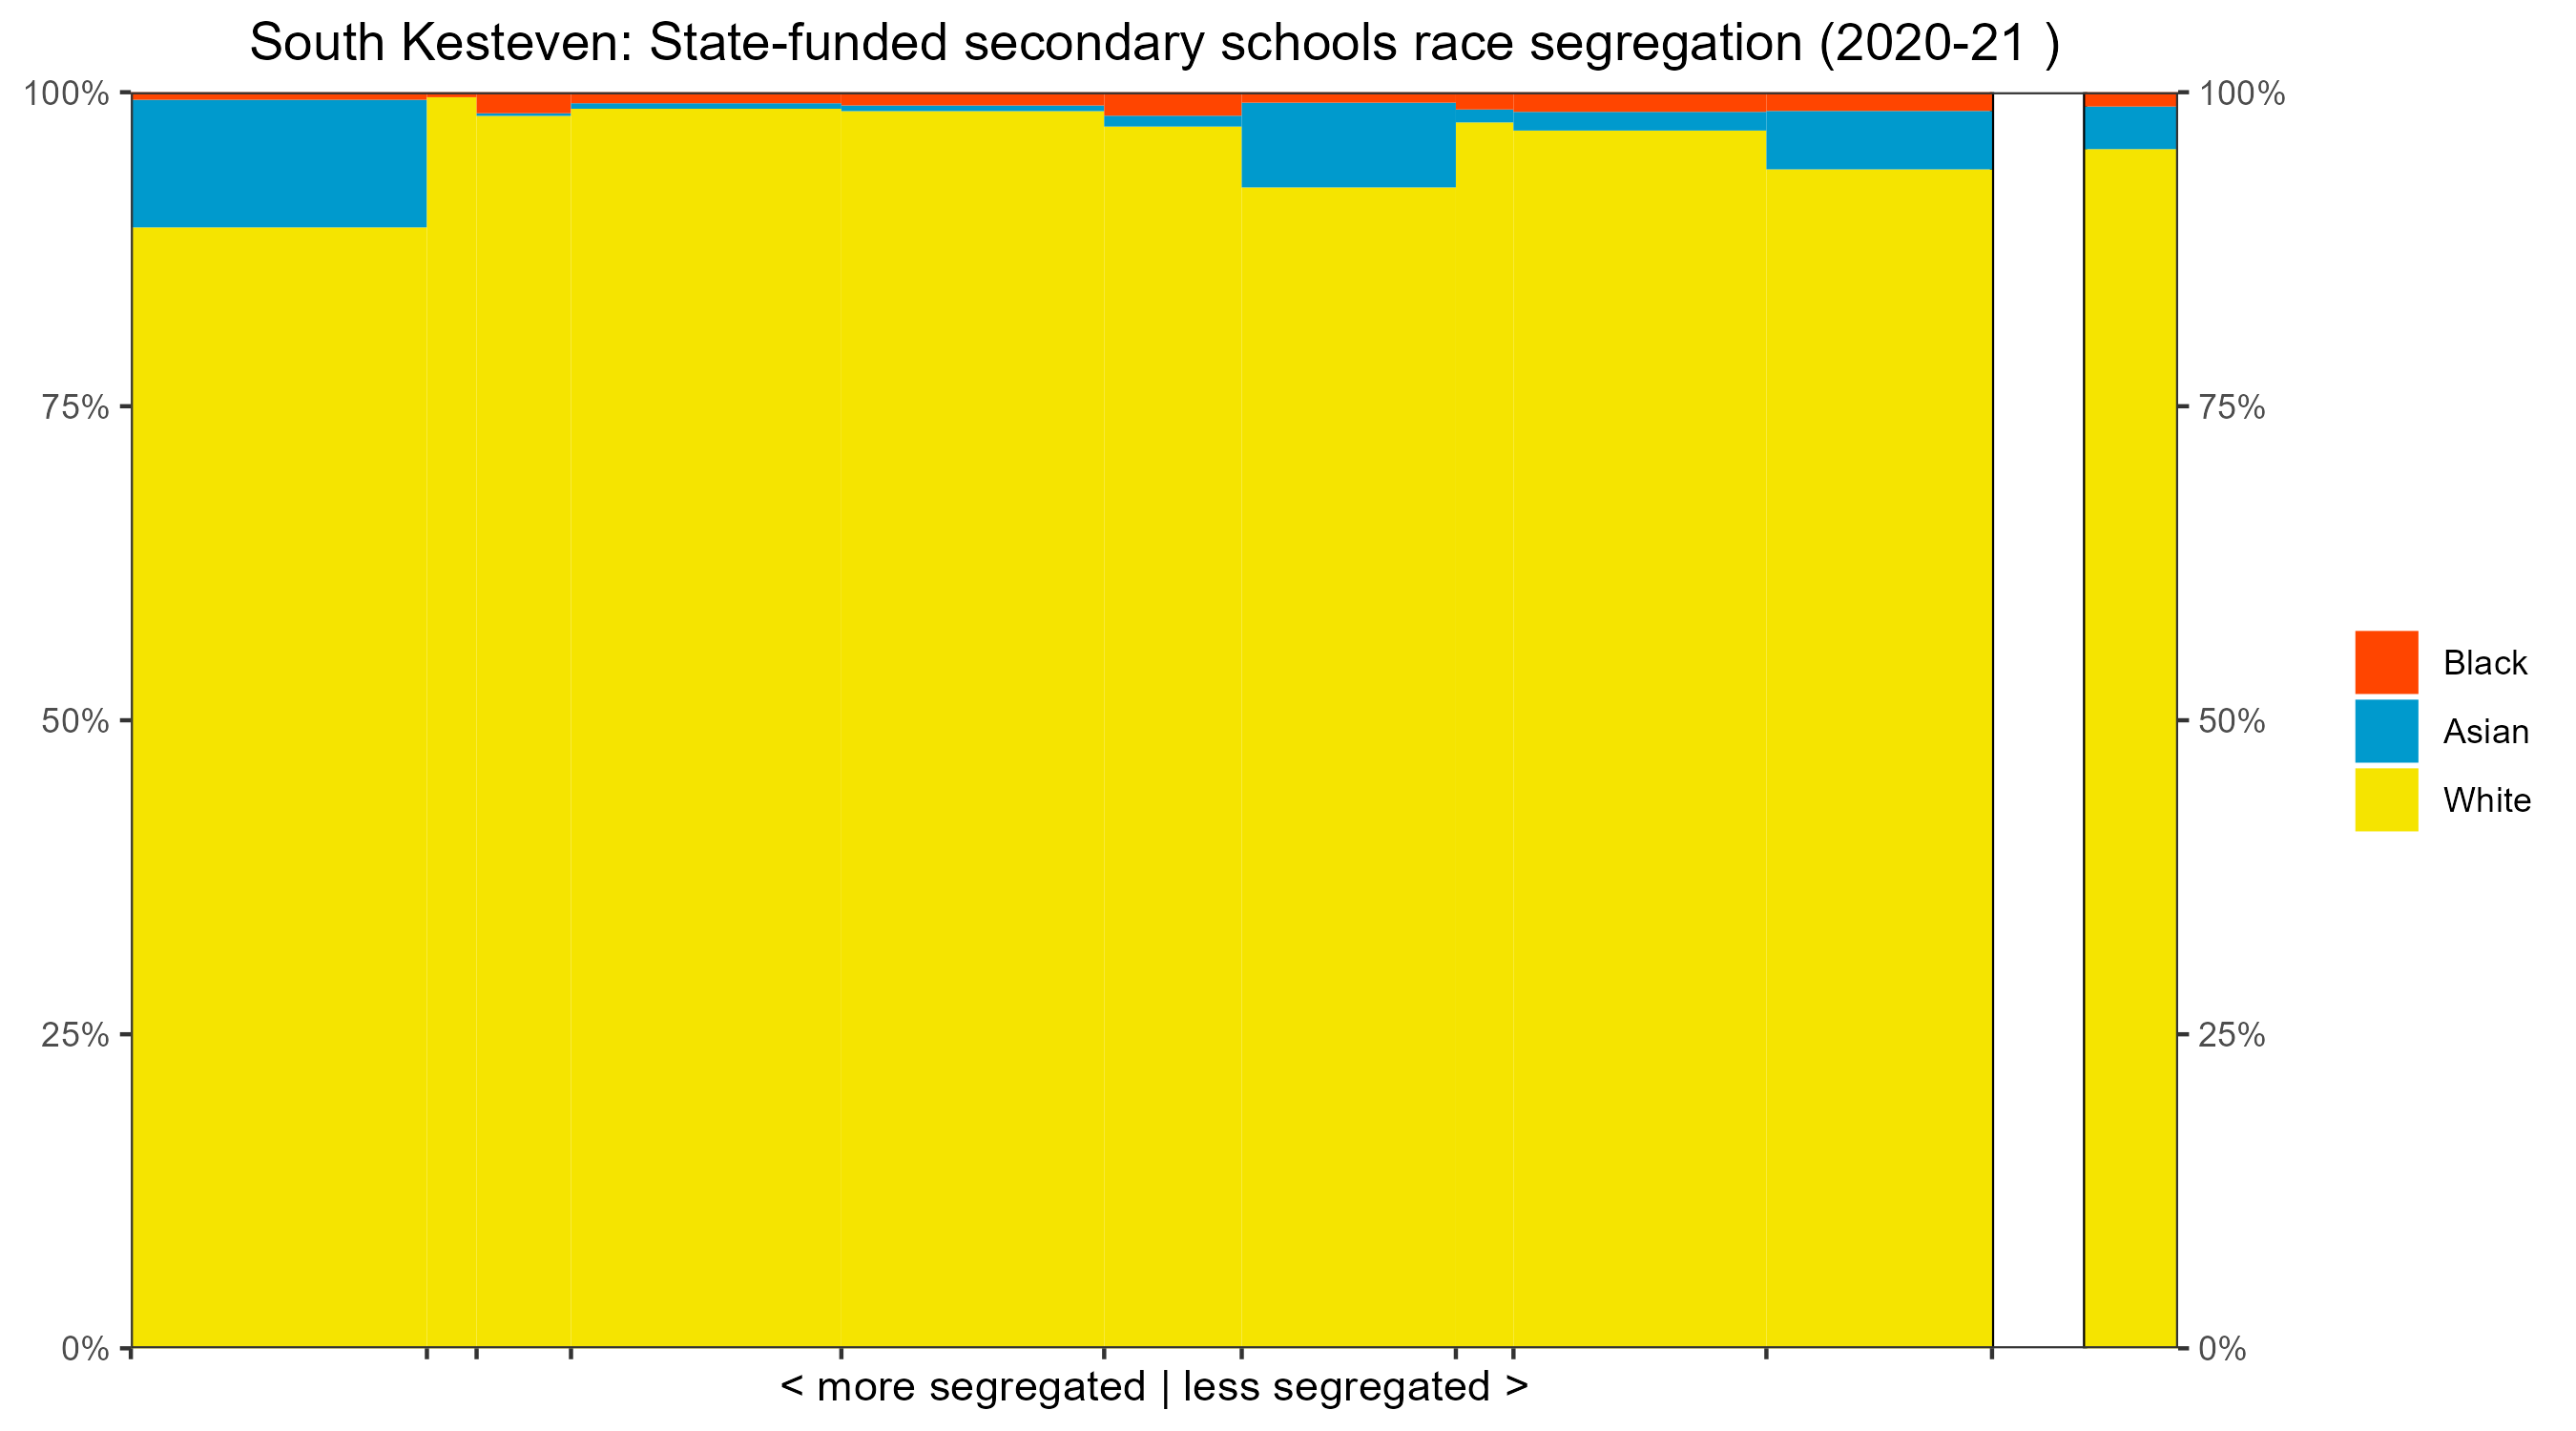 South Kesteven: State-funded secondary schools race segregation (2020-21 )
100%
75%
50%
25%
0%
100%
75%
50%
25%
0%
Black
Asian
White
< more segregated | less segregated >